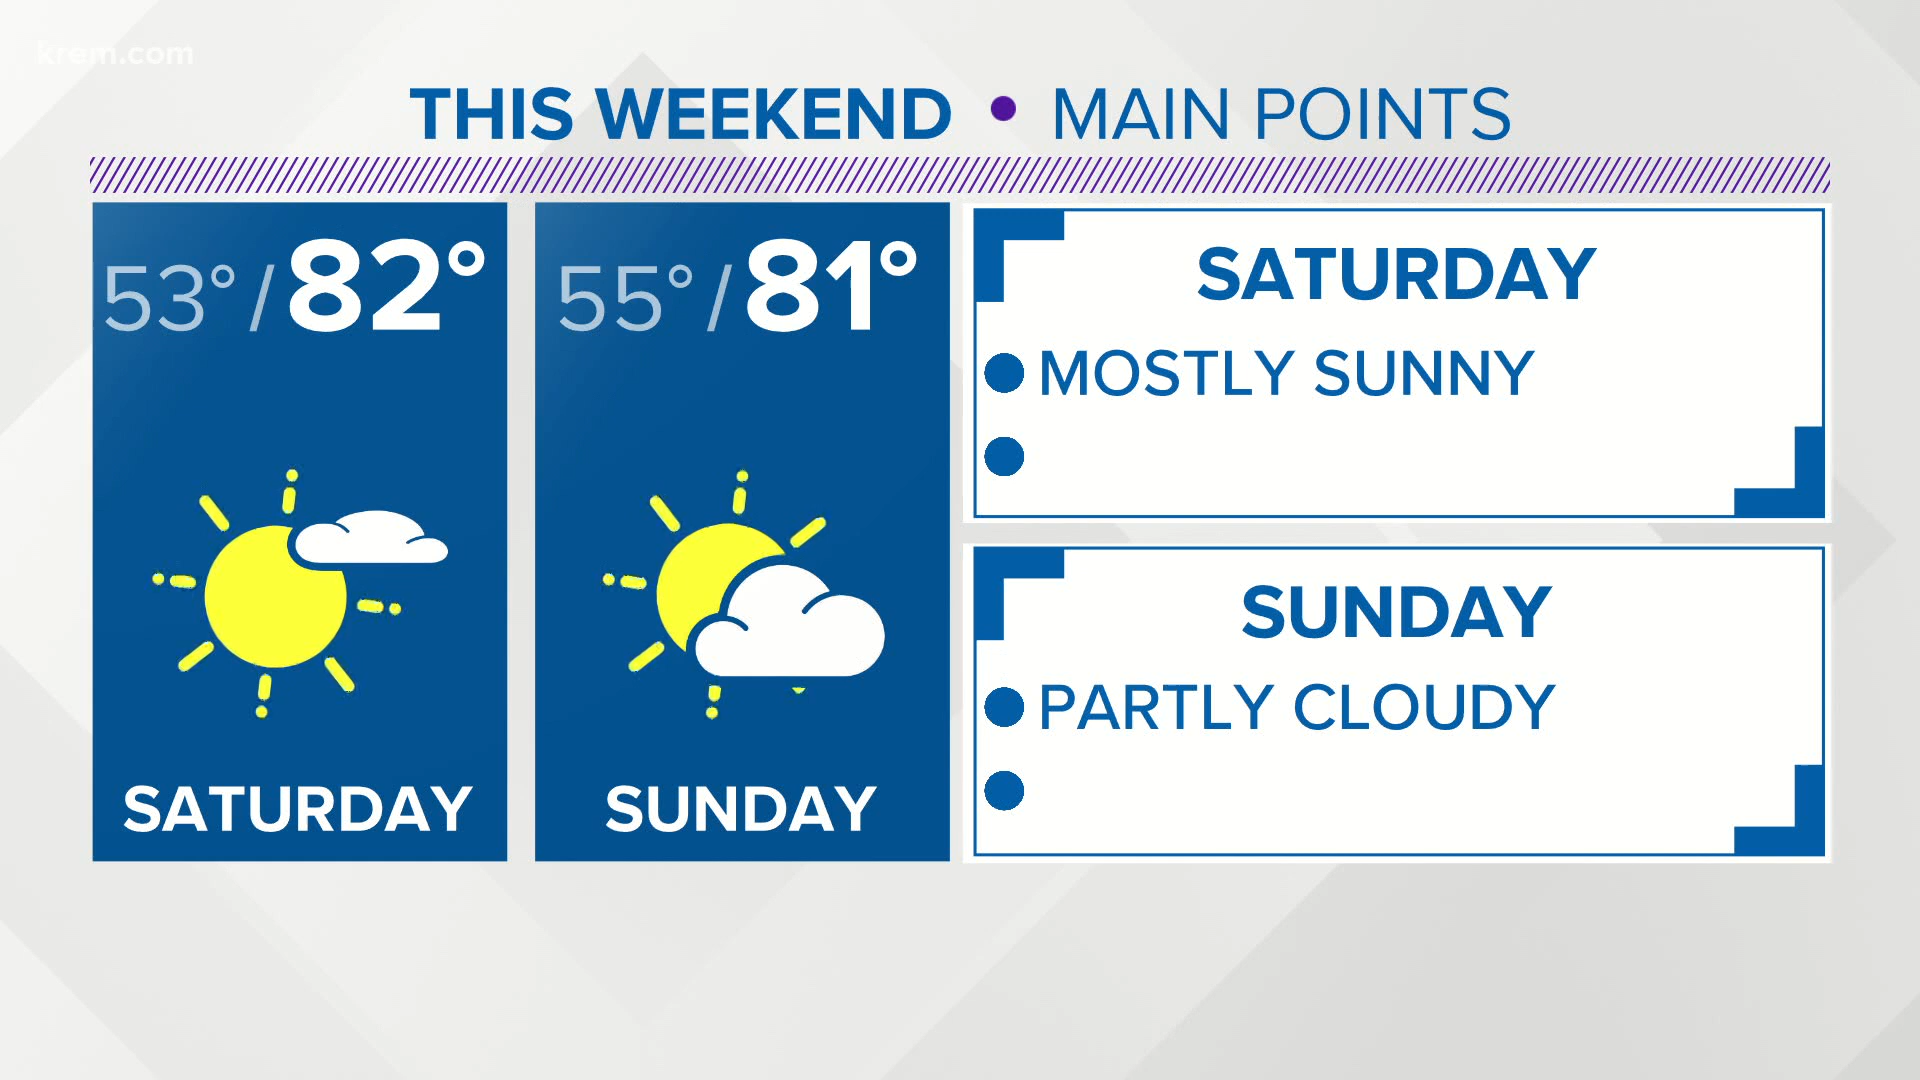 krem.com
THIS WEEKEND • MAIN POINTS
53° / 82°
SATURDAY
55° / 81°
SUNDAY
SATURDAY
• MOSTLY SUNNY
•
SUNDAY
• PARTLY CLOUDY
•